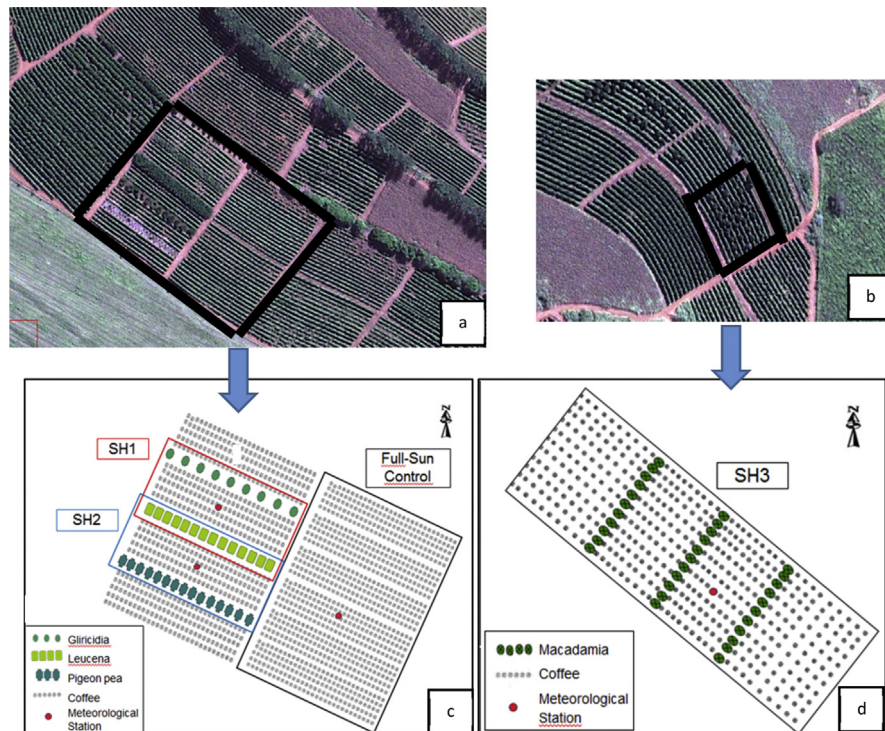 a
b
SH1
SH2
Full-Sun
Control
N
Gliricidia
Leucena
Pigeon pea
Coffee
Meteorological
Station
c
N
SH3
Macadamia
Coffee
Meteorological
Station
d